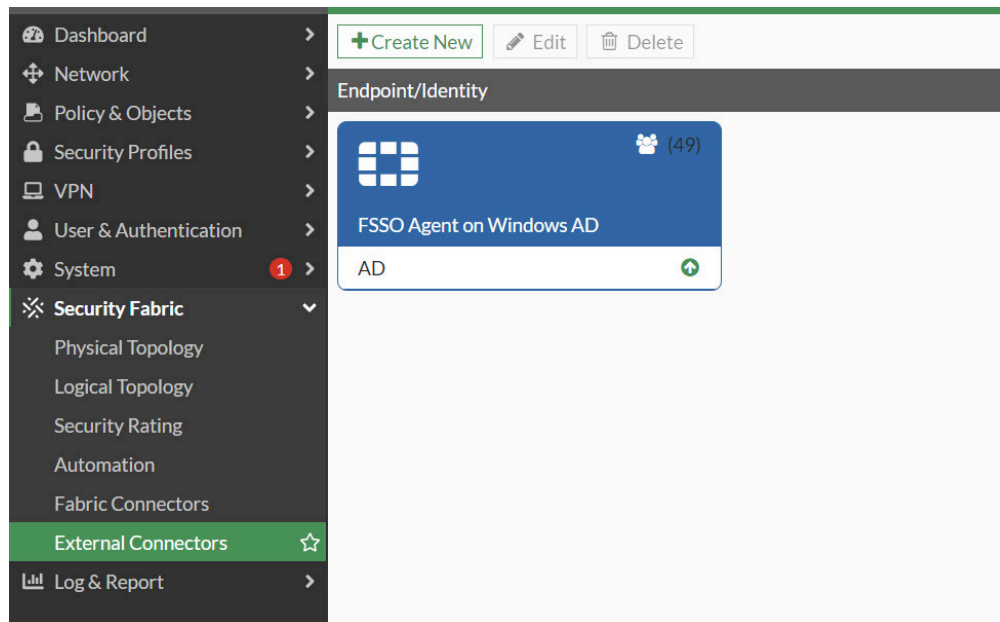 Dashboard
Network
Policy & Objects
Security Profiles
VPN
User & Authentication
System 1
Security Fabric
Physical Topology
Logical Topology
Security Rating
Automation
Fabric Connectors
External Connectors
Log & Report
+ Create New Edit Delete
Endpoint/Identity
(49)
FSSO Agent on Windows AD
AD